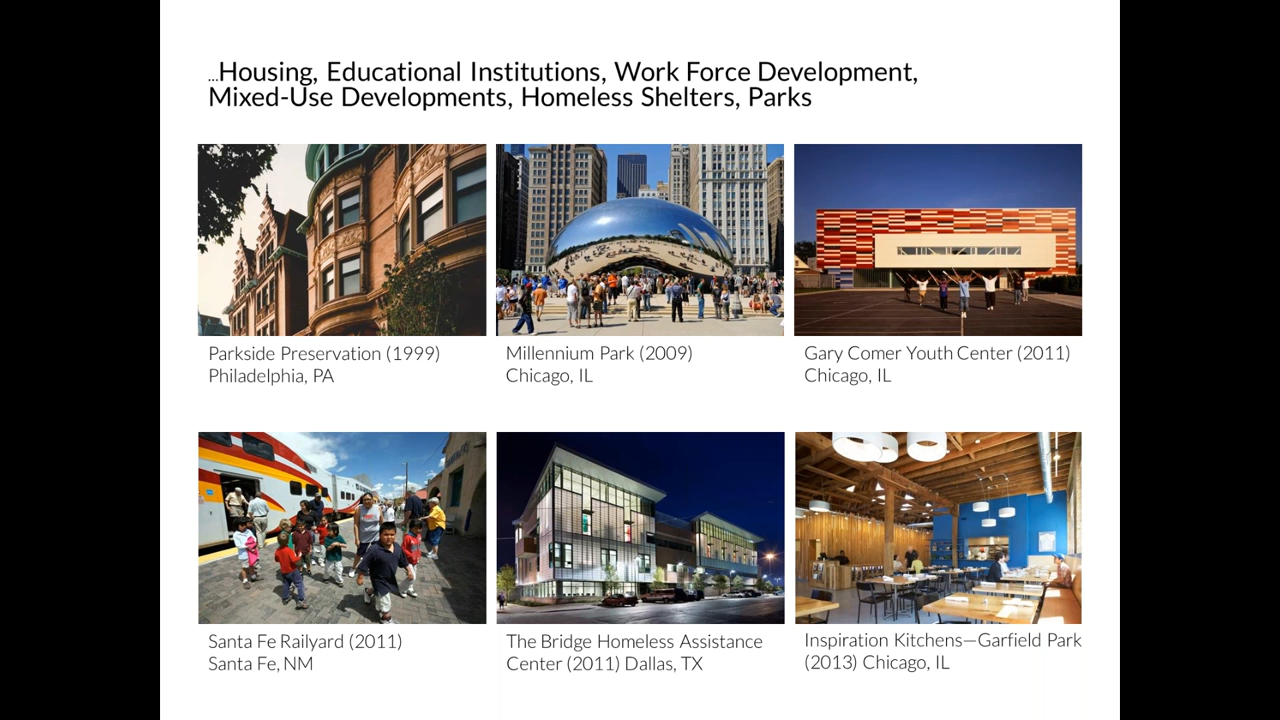 ...Housing, Educational Institutions, Work Force Development,
Mixed-Use Developments, Homeless Shelters, Parks
Parkside Preservation (1999)
Philadelphia, PA
Millennium Park (2009)
Chicago, IL
Gary Comer Youth Center (2011)
Chicago, IL
Santa Fe Railyard (2011)
Santa Fe, NM
The Bridge Homeless Assistance
Center (2011) Dallas, TX
Inspiration Kitchens—Garfield Park
(2013) Chicago, IL